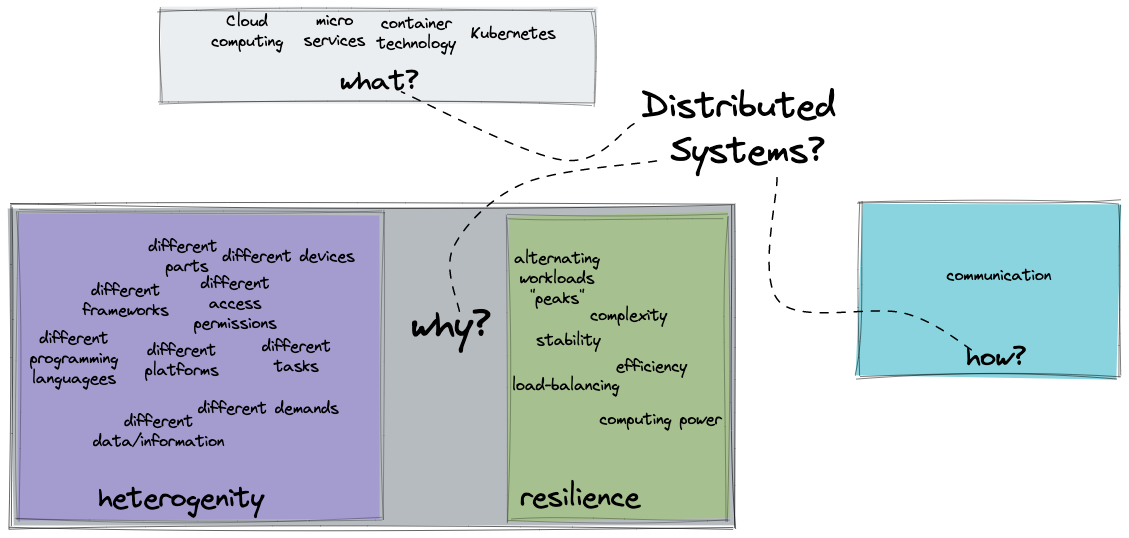 Cloud
computing
micro
services
container
technology
Kubernetes
what?
Distributed
Systems?
different
parts
different devices
different
frameworks
different
access
permissions
different
programming
languagees
different
platforms
different
tasks
different demands
different
data/information
heterogenity
why?
alternating
workloads
"peaks"
complexity
stability
efficiency
load-balancing
computing power
resilience
communication
how?